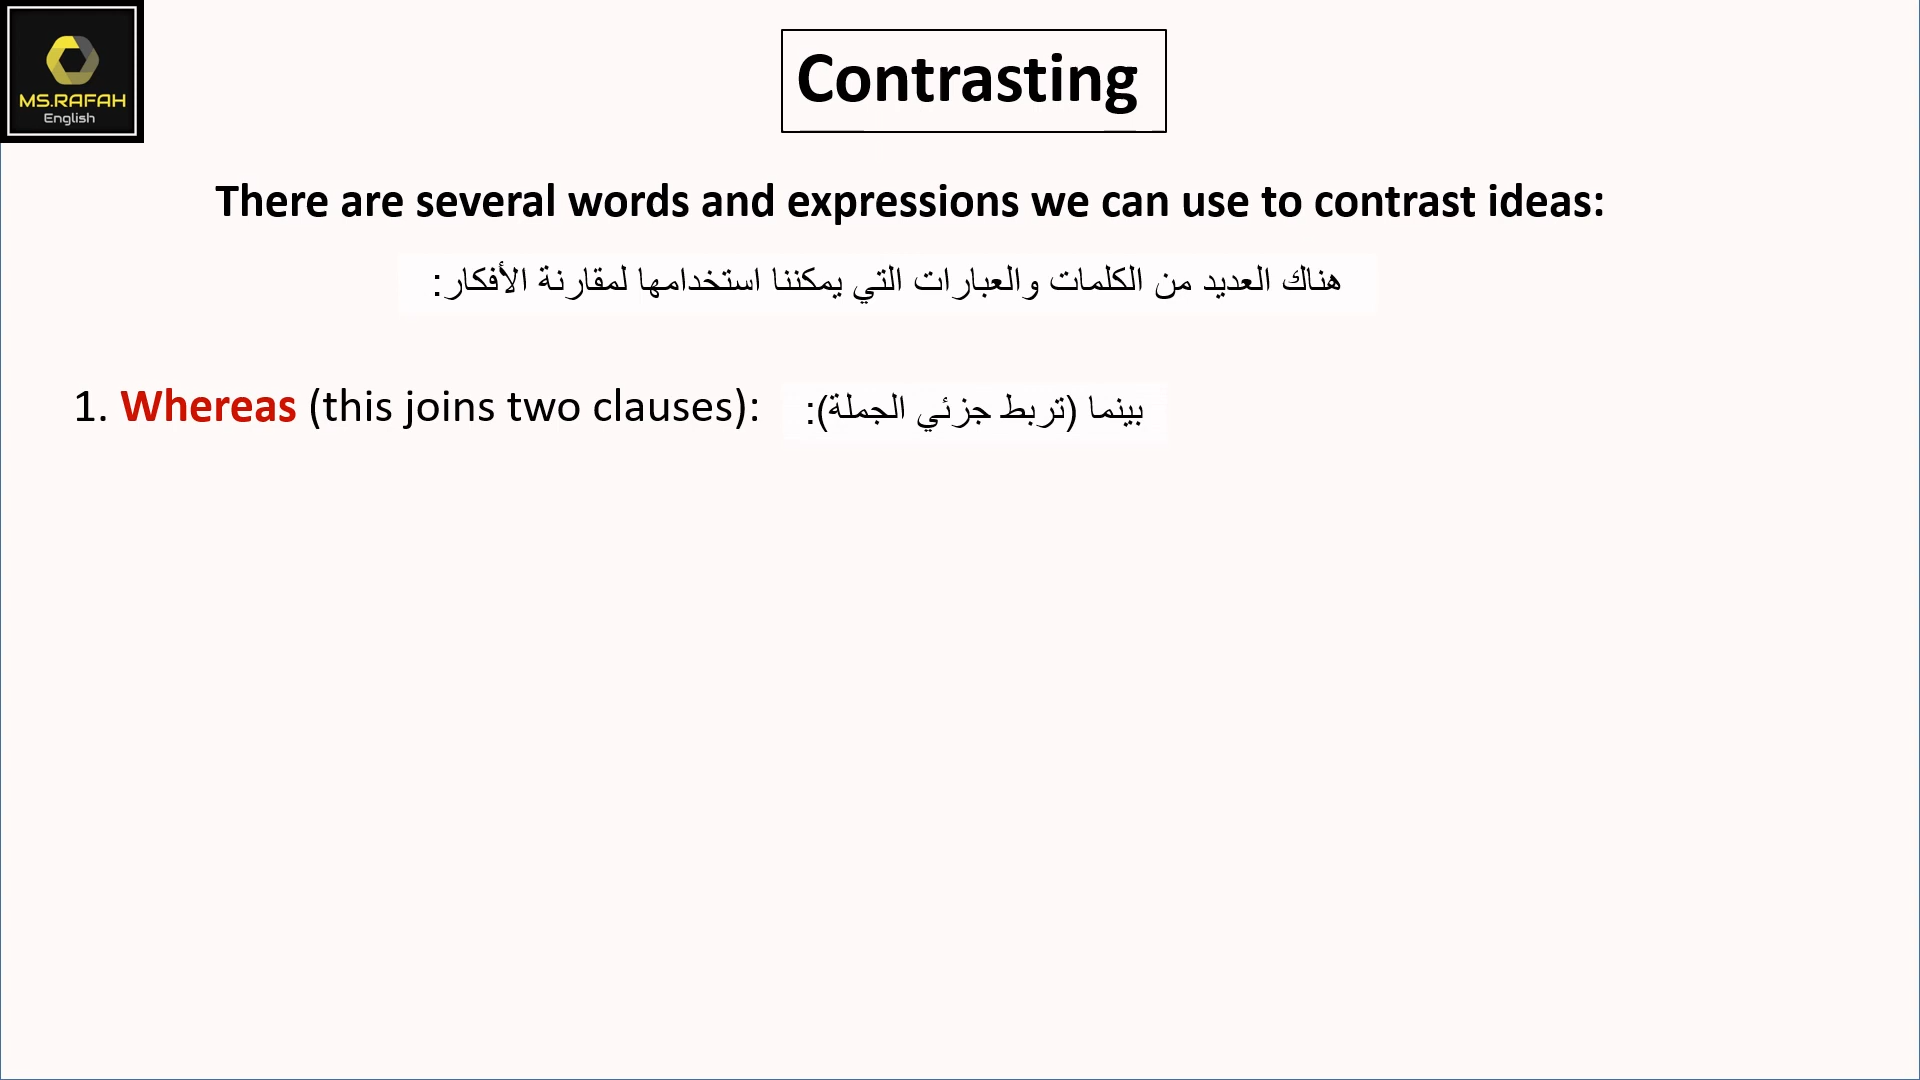 MS.RAFAH
English
Contrasting
There are several words and expressions we can use to contrast ideas:
هناك العديد من الكلمات والعبارات التي يمكننا استخدامها لمقارنة الأفكار:
1. Whereas (this joins two clauses): بينما (تربط جزئي الجملة):